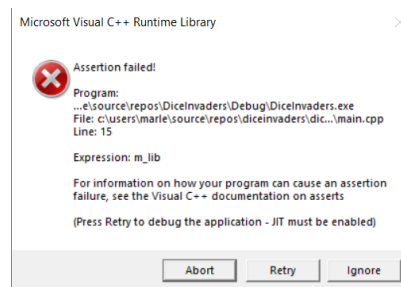 Microsoft Visual C++ Runtime Library
Assertion failed!
Program:
...e\source\repos\DiceInvaders\Debug\DiceInvaders.exe
File: c:\users\marle\source\repos\diceinvaders\dic...\main.cpp
Line: 15
Expression: m_lib
For information on how your program can cause an assertion
failure, see the Visual C++ documentation on asserts
(Press Retry to debug the application - JIT must be enabled)
Abort Retry Ignore